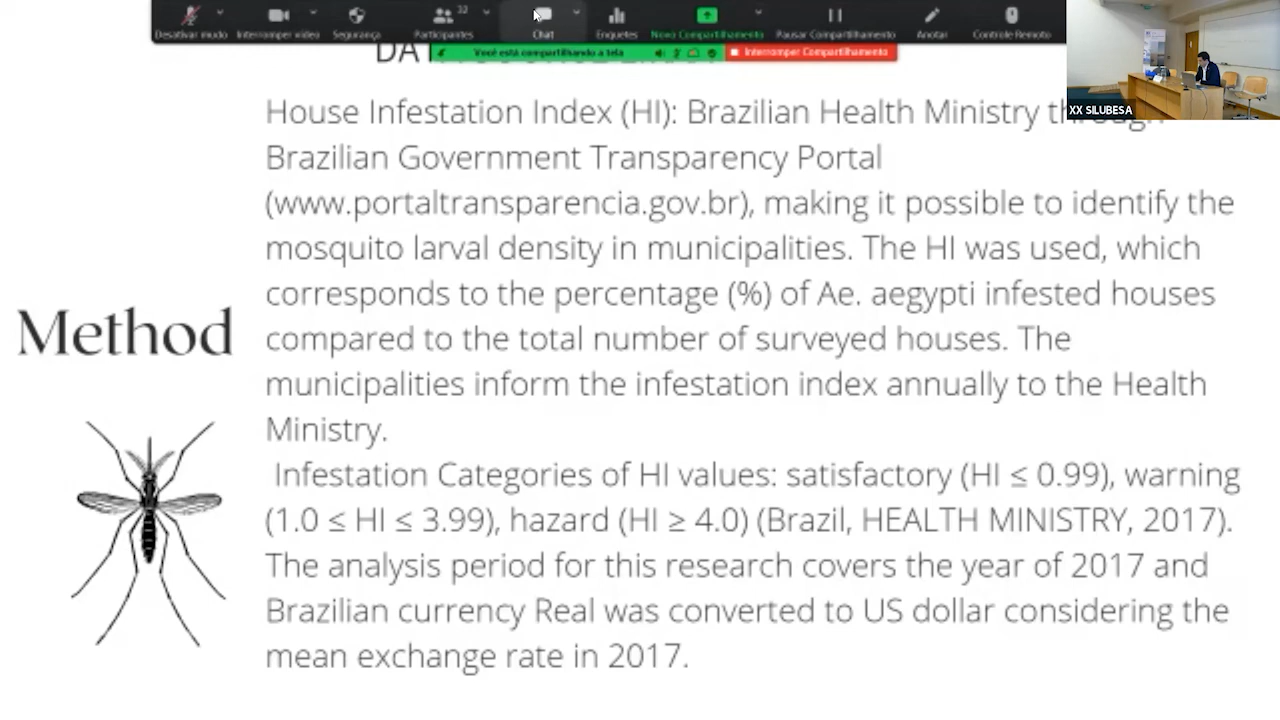 32
Desativar mudo Interromper vídeo Segurança Participantes Chat Enquetes Novo Compartilhamento Pausar Compartilhamento Anotar Controle Remoto
Você está compartilhando a tela Interromper Compartilhamento
XX SILUBESA
DA
House Infestation Index (HI): Brazilian Health Ministry through
Brazilian Government Transparency Portal
(www.portaltransparencia.gov.br), making it possible to identify the
mosquito larval density in municipalities. The HI was used, which
corresponds to the percentage (%) of Ae. aegypti infested houses
Method
compared to the total number of surveyed houses. The
municipalities inform the infestation index annually to the Health
Ministry.
Infestation Categories of HI values: satisfactory (HI ≤ 0.99), warning
(1.0 ≤ HI ≤ 3.99), hazard (HI ≥ 4.0) (Brazil, HEALTH MINISTRY, 2017).
The analysis period for this research covers the year of 2017 and
Brazilian currency Real was converted to US dollar considering the
mean exchange rate in 2017.